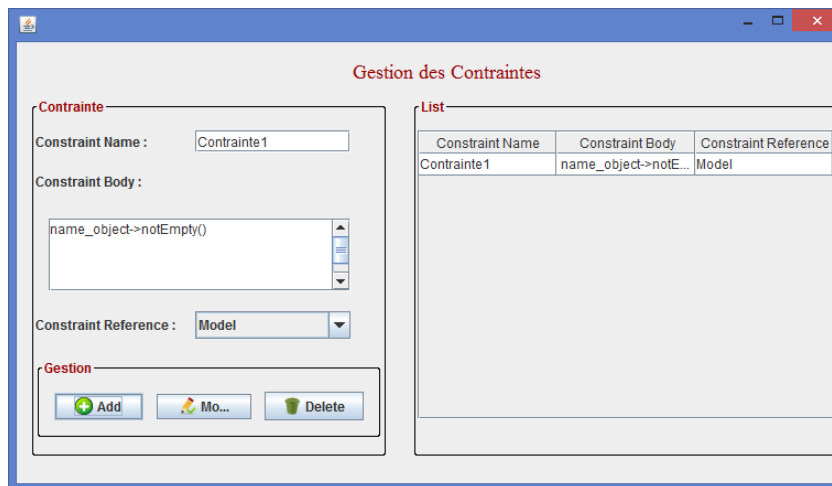 Gestion des Contraintes
Contrainte
Constraint Name :
Contrainte1
Constraint Body :
name_object->notEmpty()
Constraint Reference :
Model
Gestion
Add
Mo...
Delete
List
Constraint Name Constraint Body Constraint Reference
Contrainte1 name_object->notE... Model